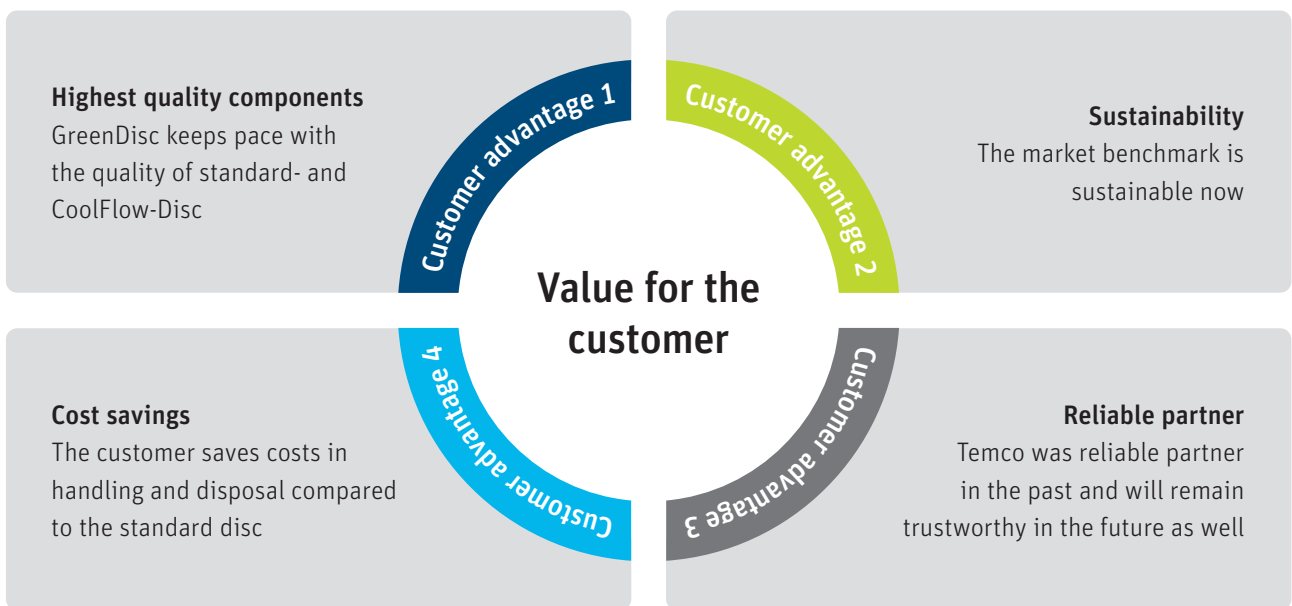 Highest quality components
GreenDisc keeps pace with
the quality of standard- and
CoolFlow-Disc
Customer advantage 1
Customer advantage 2
Sustainability
The market benchmark is
sustainable now
Value for the
customer
Cost savings
The customer saves costs in
handling and disposal compared
to the standard disc
Customer advantage 4
Customer advantage 3
Reliable partner
Temco was reliable partner
in the past and will remain
trustworthy in the future as well